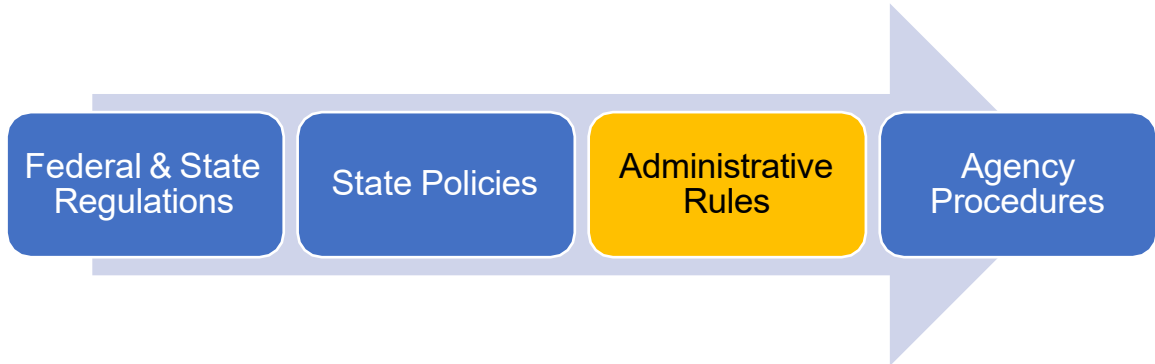 Federal & State
Regulations
State Policies
Administrative
Rules
Agency
Procedures